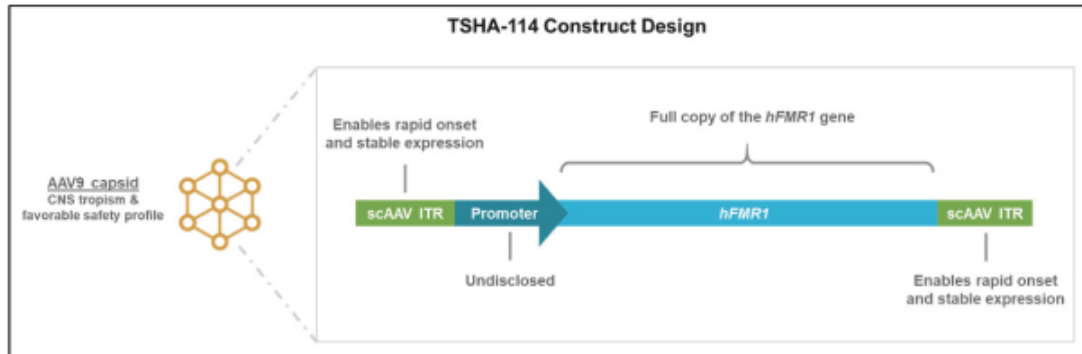 TSHA-114 Construct Design
Enables rapid onset
and stable expression
Full copy of the hFMR1 gene
AAV9 capsid
CNS tropism &
favorable safety profile
scAAV ITR
Promoter
hFMR1
scAAV ITR
Undisclosed
Enables rapid onset
and stable expression